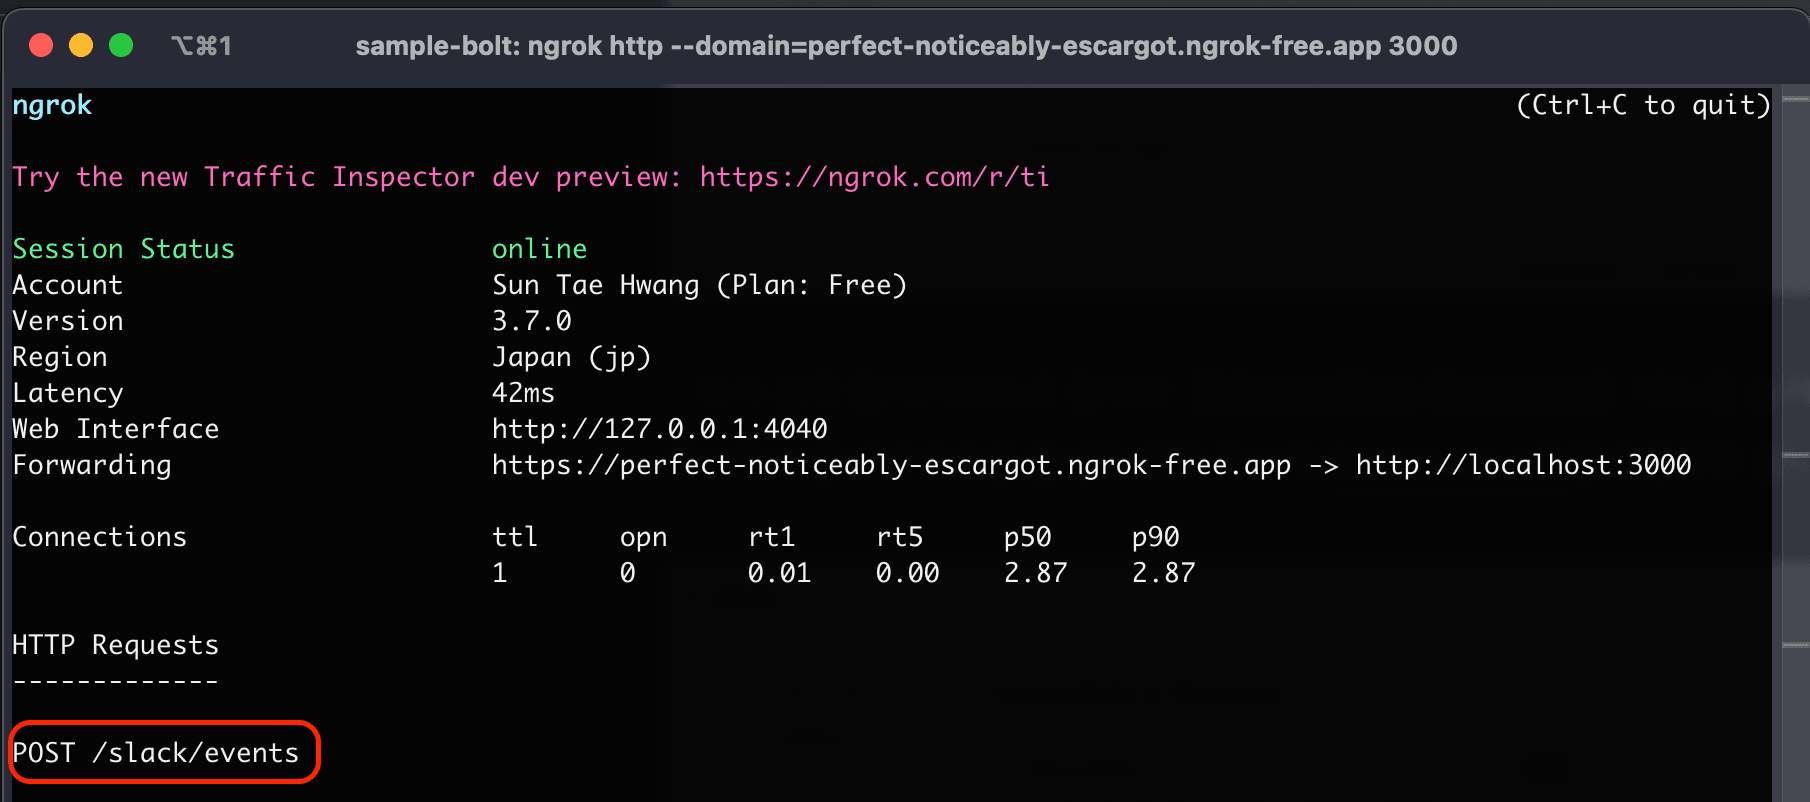 ⌥⌘1 sample-bolt: ngrok http --domain=perfect-noticeably-escargot.ngrok-free.app 3000
ngrok (Ctrl+C to quit)
Try the new Traffic Inspector dev preview: https://ngrok.com/r/ti
Session Status online
Account Sun Tae Hwang (Plan: Free)
Version 3.7.0
Region Japan (jp)
Latency 42ms
Web Interface http://127.0.0.1:4040
Forwarding https://perfect-noticeably-escargot.ngrok-free.app -> http://localhost:3000
Connections ttl opn rt1 rt5 p50 p90
1 0 0.01 0.00 2.87 2.87
HTTP Requests
-------------
POST /slack/events